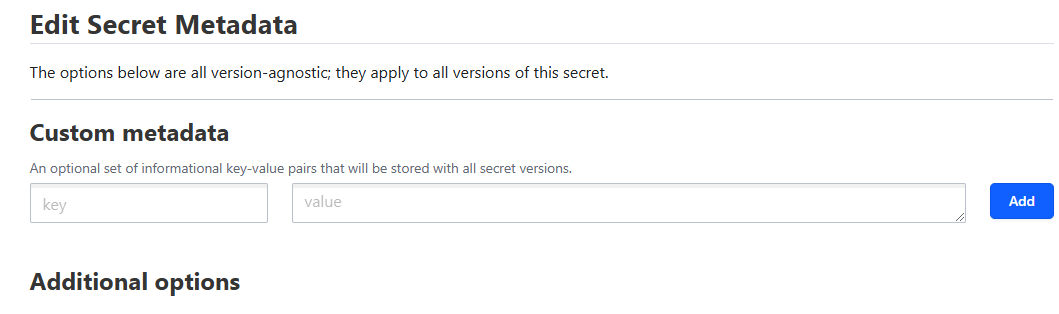 Edit Secret Metadata
The options below are all version-agnostic; they apply to all versions of this secret.
Custom metadata
An optional set of informational key-value pairs that will be stored with all secret versions.
key value Add
Additional options